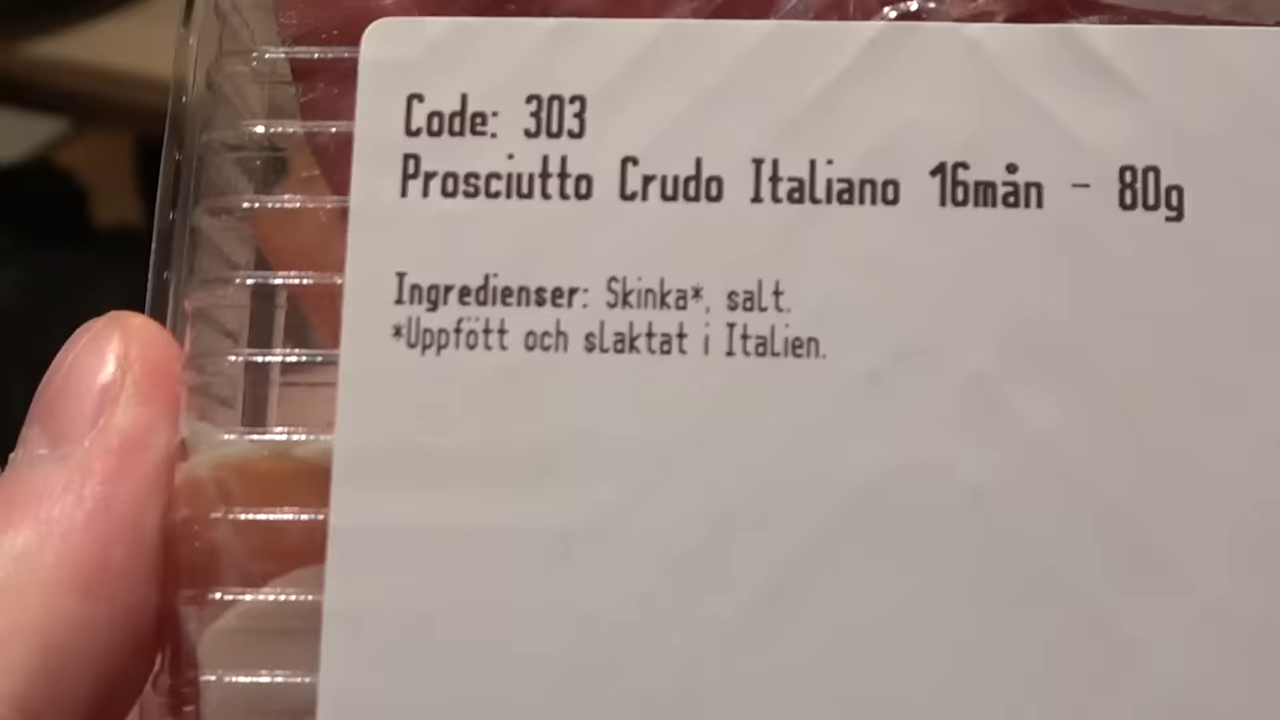 Code: 303
Prosciutto Crudo Italiano 16mån - 80g
Ingredienser: Skinka*, salt.
*Uppfött och slaktat i Italien.